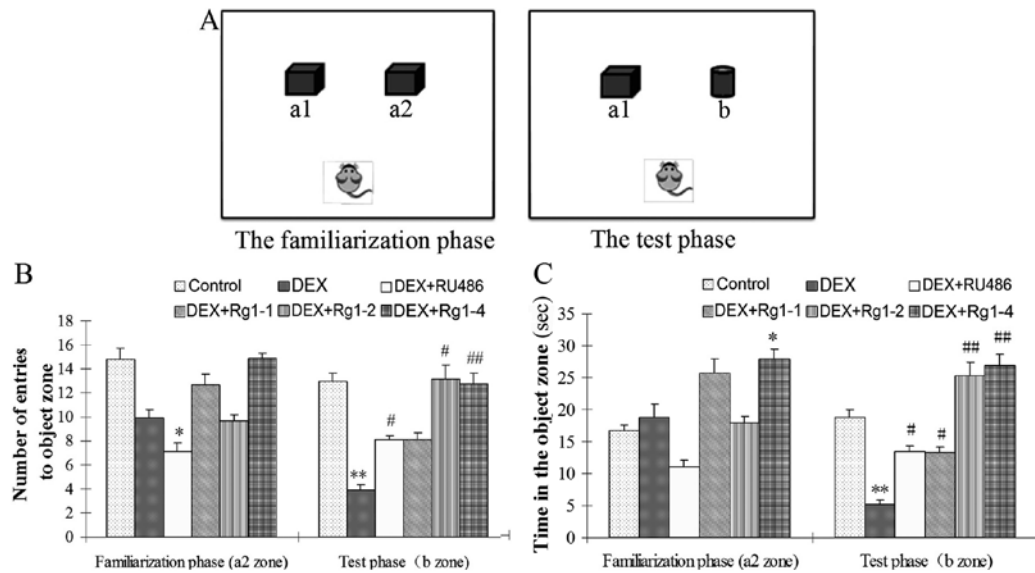 A
a1 a2
a1 b
The familiarization phase
The test phase
B
Control DEX DEX+RU486
DEX+Rg1-1 DEX+Rg1-2 DEX+Rg1-4
Number of entries
to object zone
18
16
14
12
10
8
6
4
2
0
*
**
#
#
##
Familiarization phase (a2 zone) Test phase (b zone)
C
Control DEX DEX+RU486
DEX+Rg1-1 DEX+Rg1-2 DEX+Rg1-4
Time in the object zone (sec)
35
30
25
20
15
10
5
0
*
**
#
#
##
##
Familiarization phase (a2 zone) Test phase (b zone)